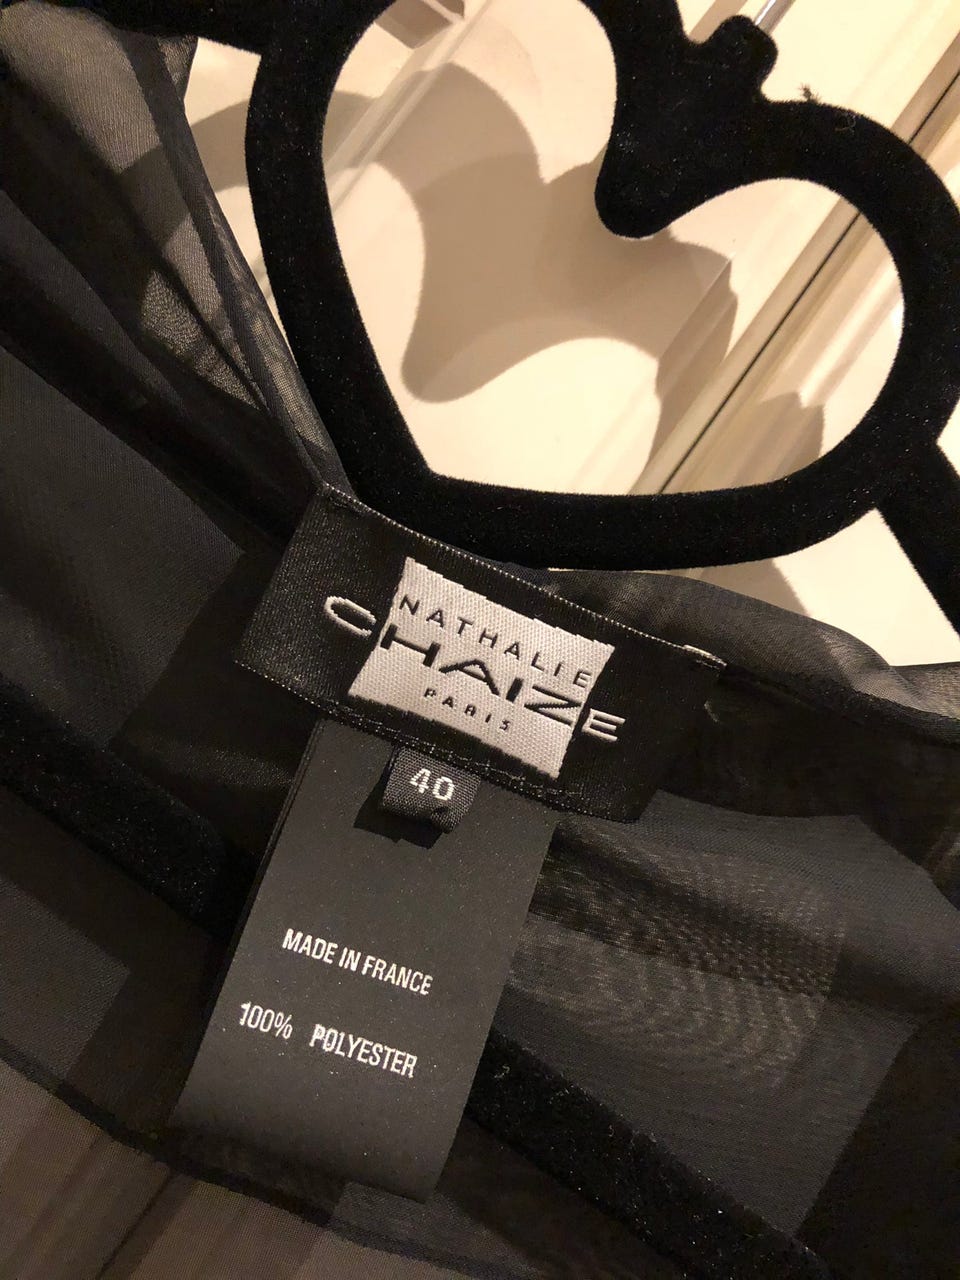 NATHALIE
CHAIZE
PARIS
40
MADE IN FRANCE
100% POLYESTER